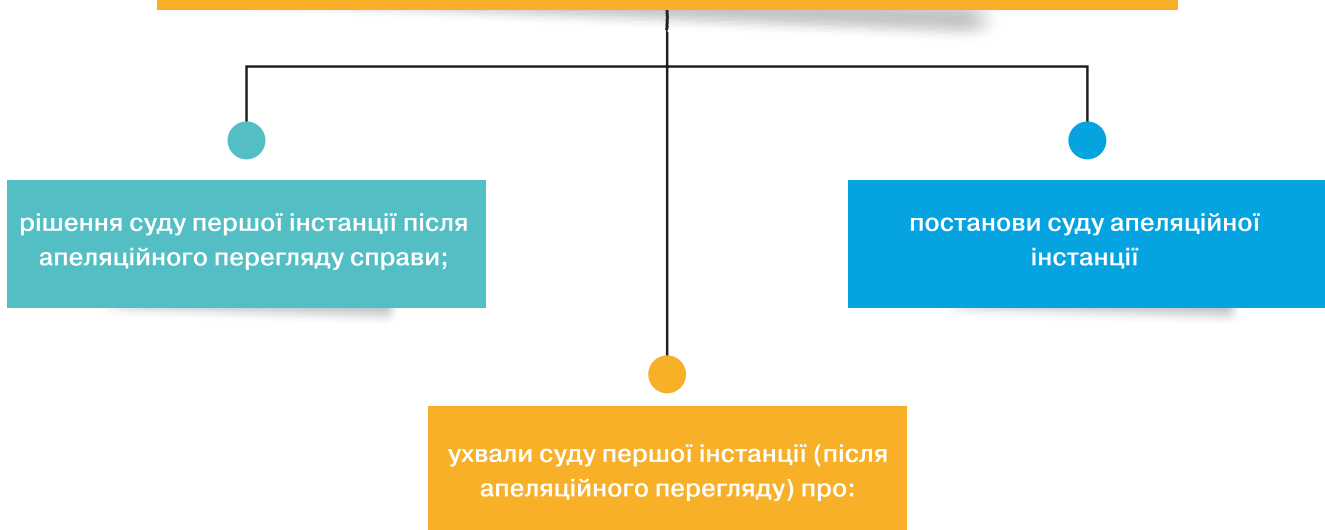 рішення суду першої інстанції після
апеляційного перегляду справи;
постанови суду апеляційної
інстанції
ухвали суду першої інстанції (після
апеляційного перегляду) про: